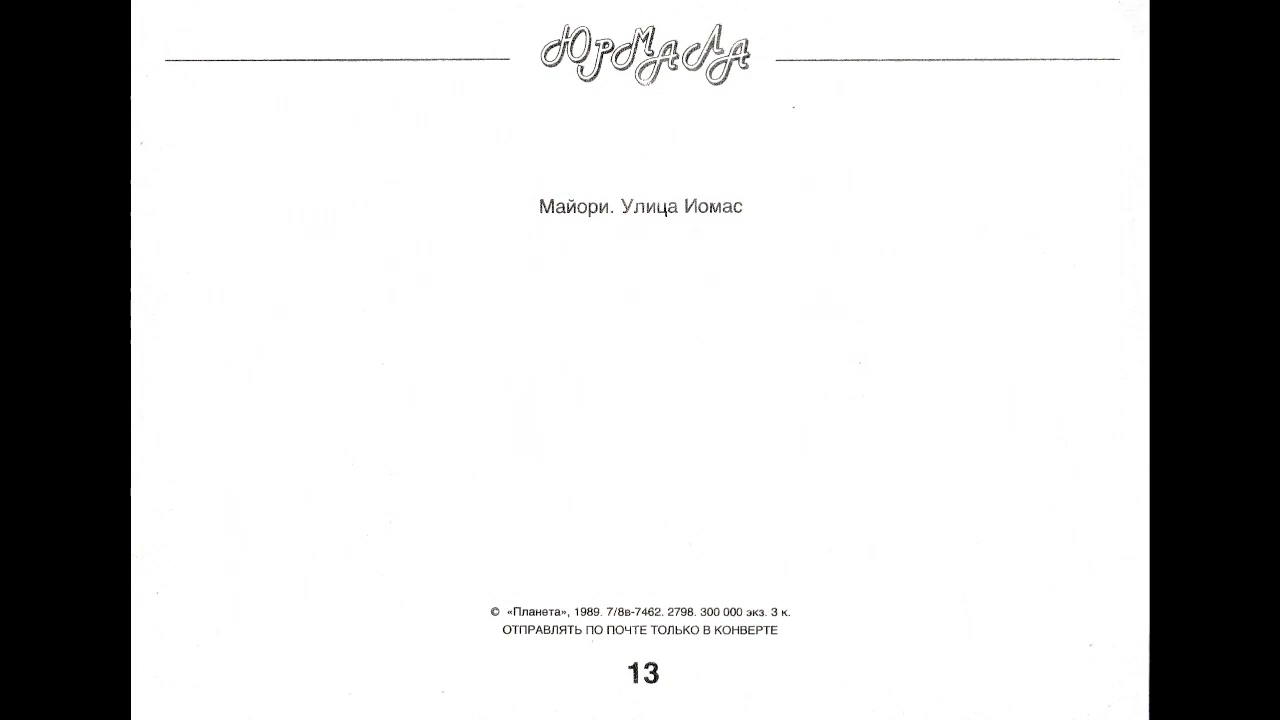 ЮРМАЛА
Майори. Улица Иомас
© «Планета», 1989. 7/8в-7462. 2798. 300 000 экз. 3 к.
ОТПРАВЛЯТЬ ПО ПОЧТЕ ТОЛЬКО В КОНВЕРТЕ
13